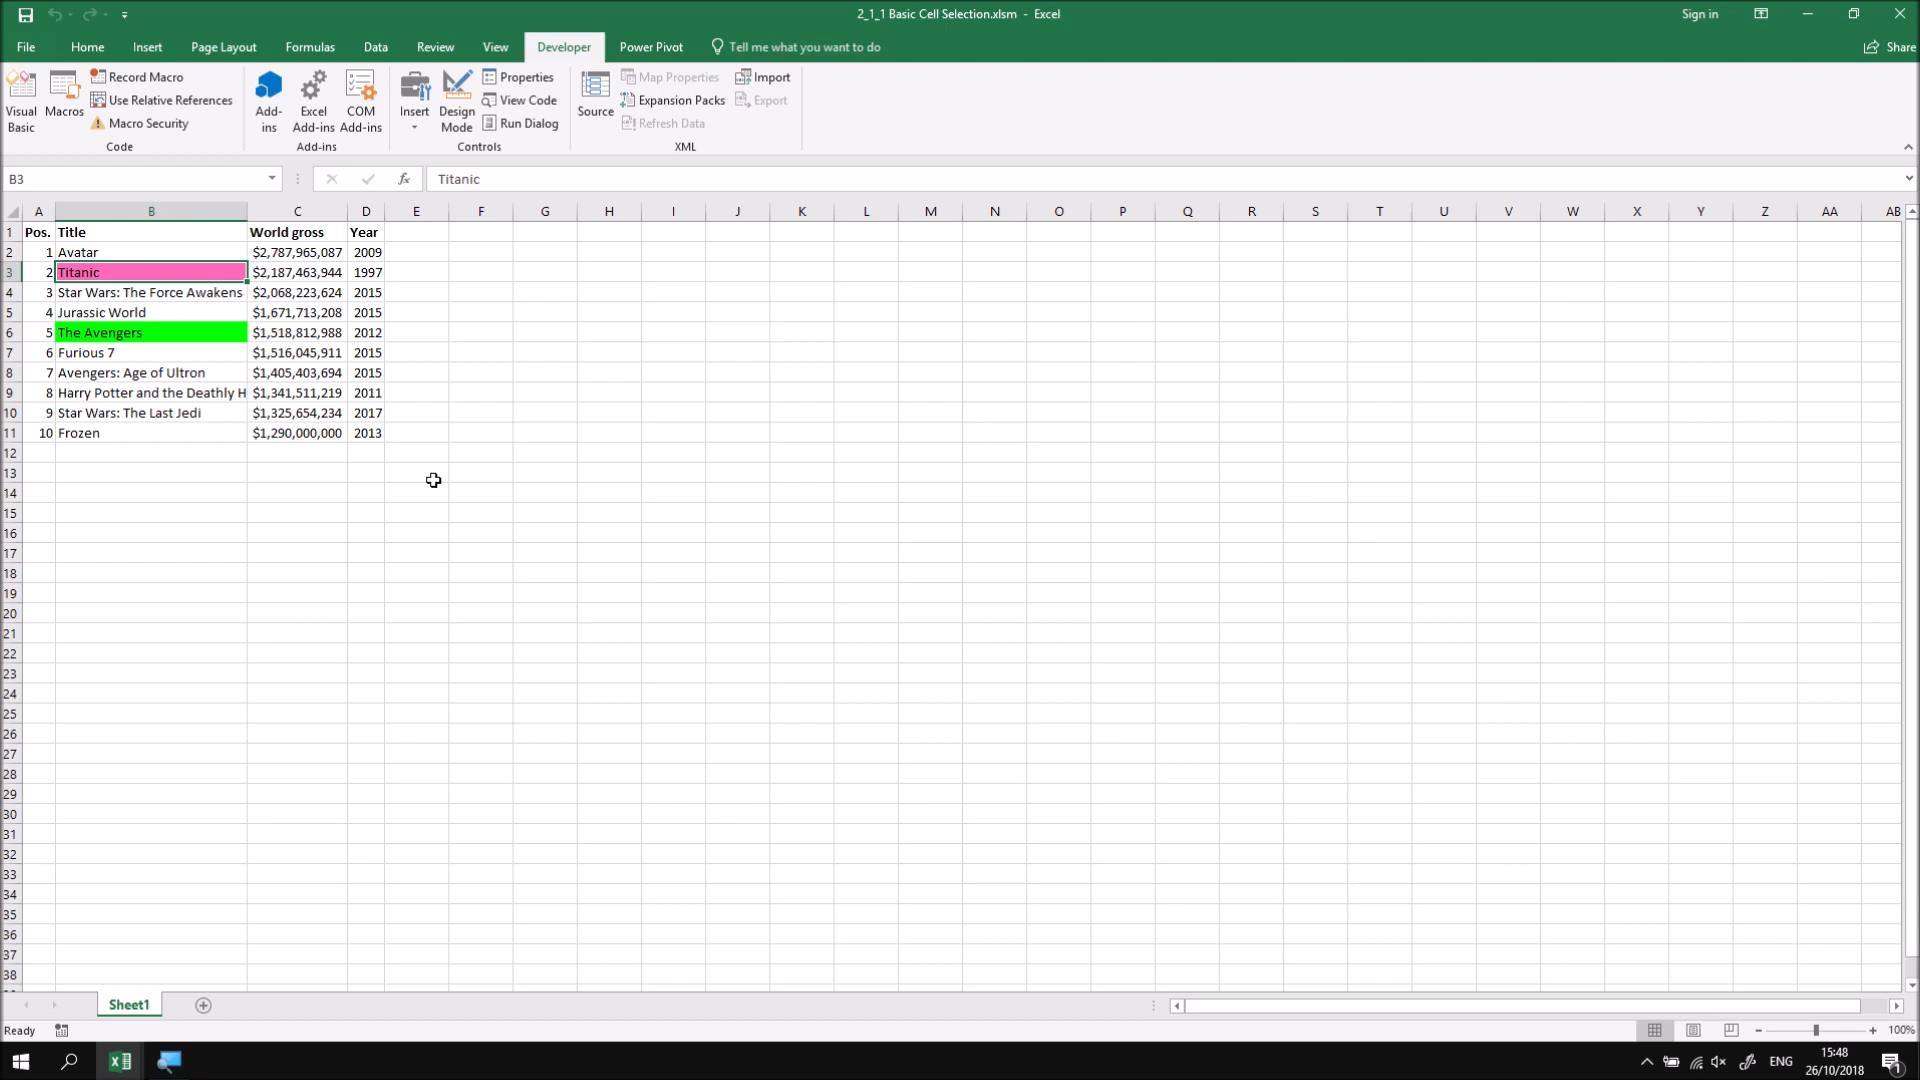 2_1_1 Basic Cell Selection.xlsm - Excel
Sign in
File Home Insert Page Layout Formulas Data Review View Developer Power Pivot Tell me what you want to do Share
Visual Basic
Macros
Record Macro
Use Relative References
Macro Security
Code
Add-ins
Excel Add-ins
COM Add-ins
Add-ins
Insert
Design Mode
Properties
View Code
Run Dialog
Controls
Source
Map Properties
Expansion Packs
Refresh Data
Import
Export
XML
B3 fx Titanic
A B C D E F G H I J K L M N O P Q R S T U V W X Y Z AA AB
1 Pos. Title World gross Year
2 1 Avatar $2,787,965,087 2009
3 2 Titanic $2,187,463,944 1997
4 3 Star Wars: The Force Awakens $2,068,223,624 2015
5 4 Jurassic World $1,671,713,208 2015
6 5 The Avengers $1,518,812,988 2012
7 6 Furious 7 $1,516,045,911 2015
8 7 Avengers: Age of Ultron $1,405,403,694 2015
9 8 Harry Potter and the Deathly H $1,341,511,219 2011
10 9 Star Wars: The Last Jedi $1,325,654,234 2017
11 10 Frozen $1,290,000,000 2013
12
13
14
15
16
17
18
19
20
21
22
23
24
25
26
27
28
29
30
31
32
33
34
35
36
37
38
Sheet1
Ready
100%
ENG
15:48
26/10/2018
1